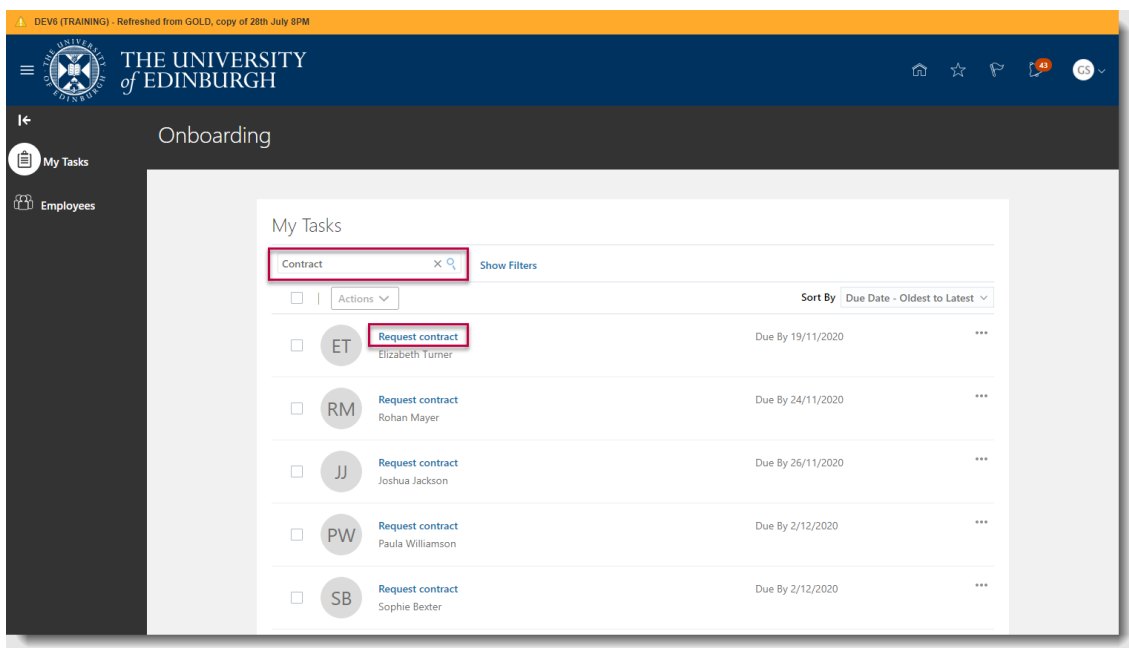 DEV6 (TRAINING) - Refreshed from GOLD, copy of 28th July 8PM
THE UNIVERSITY
of EDINBURGH
THE UNIVERSITY OF EDINBURGH
43
GS
Onboarding
My Tasks
Employees
My Tasks
Contract
Show Filters
Actions
Sort By Due Date - Oldest to Latest
ET
Request contract
Elizabeth Turner
Due By 19/11/2020
RM
Request contract
Rohan Mayer
Due By 24/11/2020
JJ
Request contract
Joshua Jackson
Due By 26/11/2020
PW
Request contract
Paula Williamson
Due By 2/12/2020
SB
Request contract
Sophie Bexter
Due By 2/12/2020